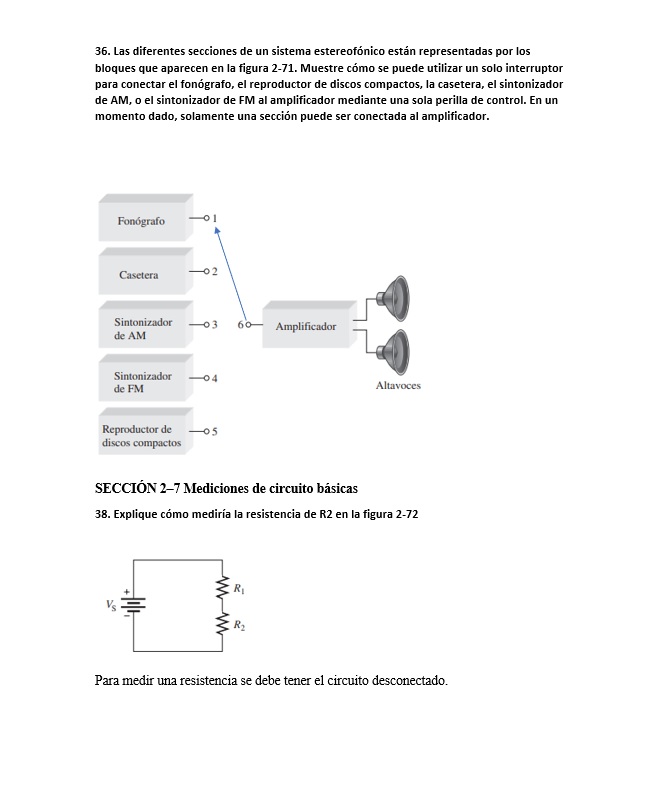 36. Las diferentes secciones de un sistema estereofónico están representadas por los
bloques que aparecen en la figura 2-71. Muestre cómo se puede utilizar un solo interruptor
para conectar el fonógrafo, el reproductor de discos compactos, la casetera, el sintonizador
de AM, o el sintonizador de FM al amplificador mediante una sola perilla de control. En un
momento dado, solamente una sección puede ser conectada al amplificador.
Fonógrafo 1
Casetera 2
Sintonizador
de AM
3
6
Amplificador
Sintonizador
de FM
4
Altavoces
Reproductor de
discos compactos
5
SECCIÓN 2–7 Mediciones de circuito básicas
38. Explique cómo mediría la resistencia de R2 en la figura 2-72
+
VS
–
R1
R2
Para medir una resistencia se debe tener el circuito desconectado.